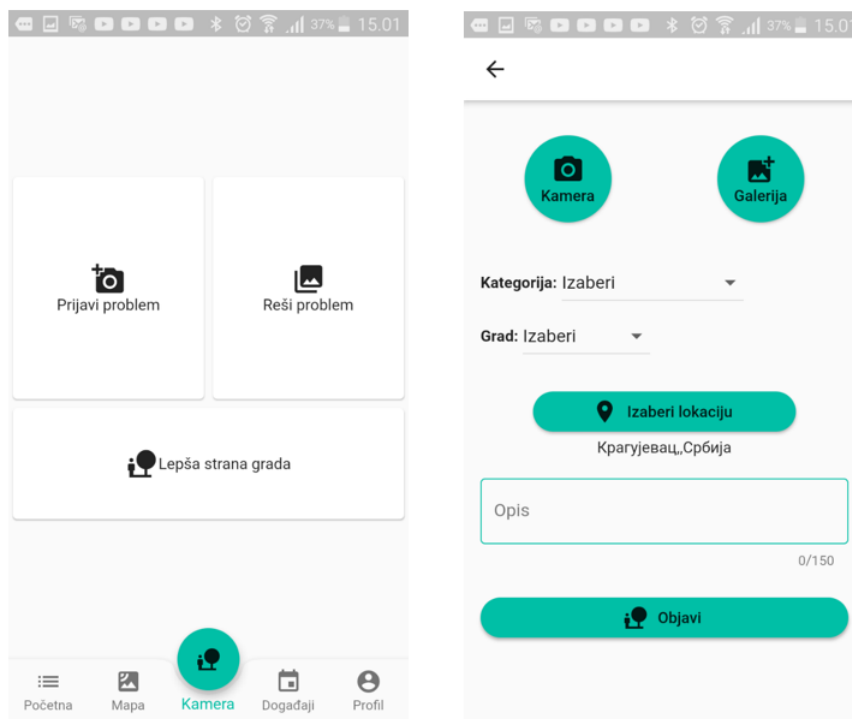 37% 15.01
Prijavi problem
Reši problem
Lepša strana grada
Početna
Mapa
Kamera
Događaji
Profil
37% 15.01
Kamera
Galerija
Kategorija: Izaberi
Grad: Izaberi
Izaberi lokaciju
Крагујевац,,Србија
Opis
0/150
Objavi